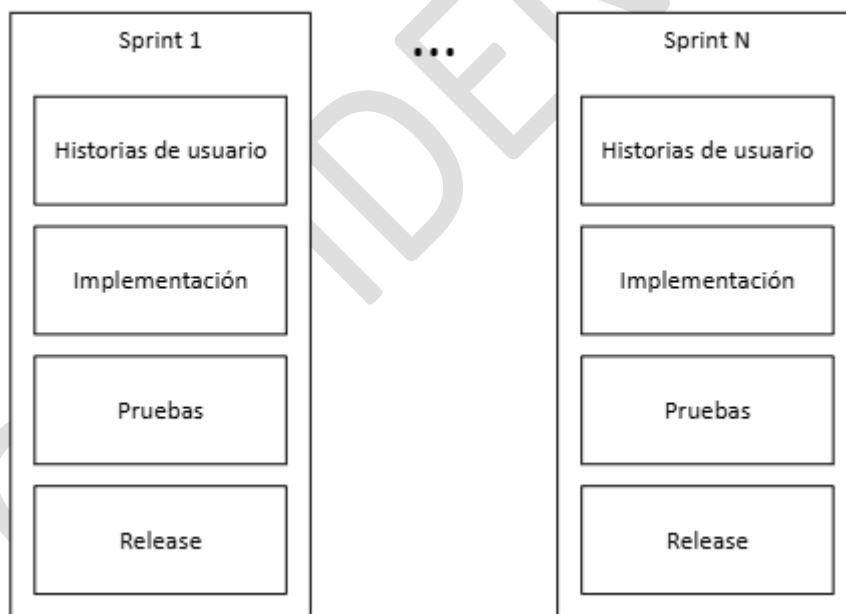 Sprint 1
Historias de usuario
Implementación
Pruebas
Release
...
Sprint N
Historias de usuario
Implementación
Pruebas
Release